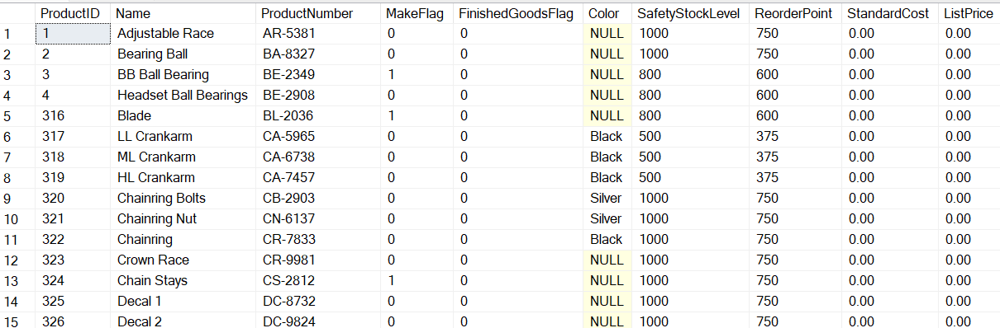 ProductID Name ProductNumber MakeFlag FinishedGoodsFlag Color SafetyStockLevel ReorderPoint StandardCost ListPrice
1 1 Adjustable Race AR-5381 0 0 NULL 1000 750 0.00 0.00
2 2 Bearing Ball BA-8327 0 0 NULL 1000 750 0.00 0.00
3 3 BB Ball Bearing BE-2349 1 0 NULL 800 600 0.00 0.00
4 4 Headset Ball Bearings BE-2908 0 0 NULL 800 600 0.00 0.00
5 316 Blade BL-2036 1 0 NULL 800 600 0.00 0.00
6 317 LL Crankarm CA-5965 0 0 Black 500 375 0.00 0.00
7 318 ML Crankarm CA-6738 0 0 Black 500 375 0.00 0.00
8 319 HL Crankarm CA-7457 0 0 Black 500 375 0.00 0.00
9 320 Chainring Bolts CB-2903 0 0 Silver 1000 750 0.00 0.00
10 321 Chainring Nut CN-6137 0 0 Silver 1000 750 0.00 0.00
11 322 Chainring CR-7833 0 0 Black 1000 750 0.00 0.00
12 323 Crown Race CR-9981 0 0 NULL 1000 750 0.00 0.00
13 324 Chain Stays CS-2812 1 0 NULL 1000 750 0.00 0.00
14 325 Decal 1 DC-8732 0 0 NULL 1000 750 0.00 0.00
15 326 Decal 2 DC-9824 0 0 NULL 1000 750 0.00 0.00